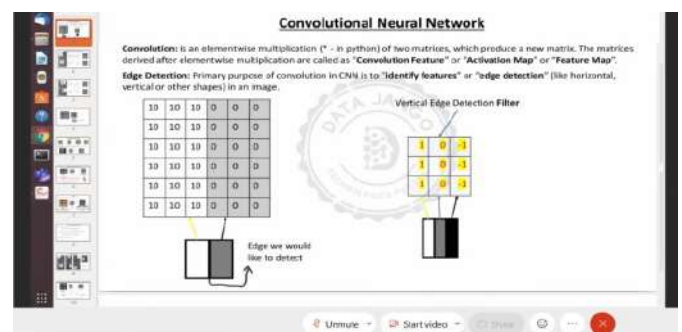 Convolutional Neural Network
Convolution: is an elementwise multiplication (* - in python) of two matrices, which produce a new matrix. The matrices
derived after elementwise multiplication are called as "Convolution Feature" or "Activation Map" or "Feature Map".
Edge Detection: Primary purpose of convolution in CNN is to "identify features" or "edge detection" (like horizontal,
vertical or other shapes) in an image.
Vertical Edge Detection Filter
10 10 10 0 0 0
10 10 10 0 0 0
10 10 10 0 0 0
10 10 10 0 0 0
10 10 10 0 0 0
10 10 10 0 0 0
1 0 -1
1 0 -1
1 0 -1
DATA JANGO
Edge we would
like to detect
Unmute
Start video
Share